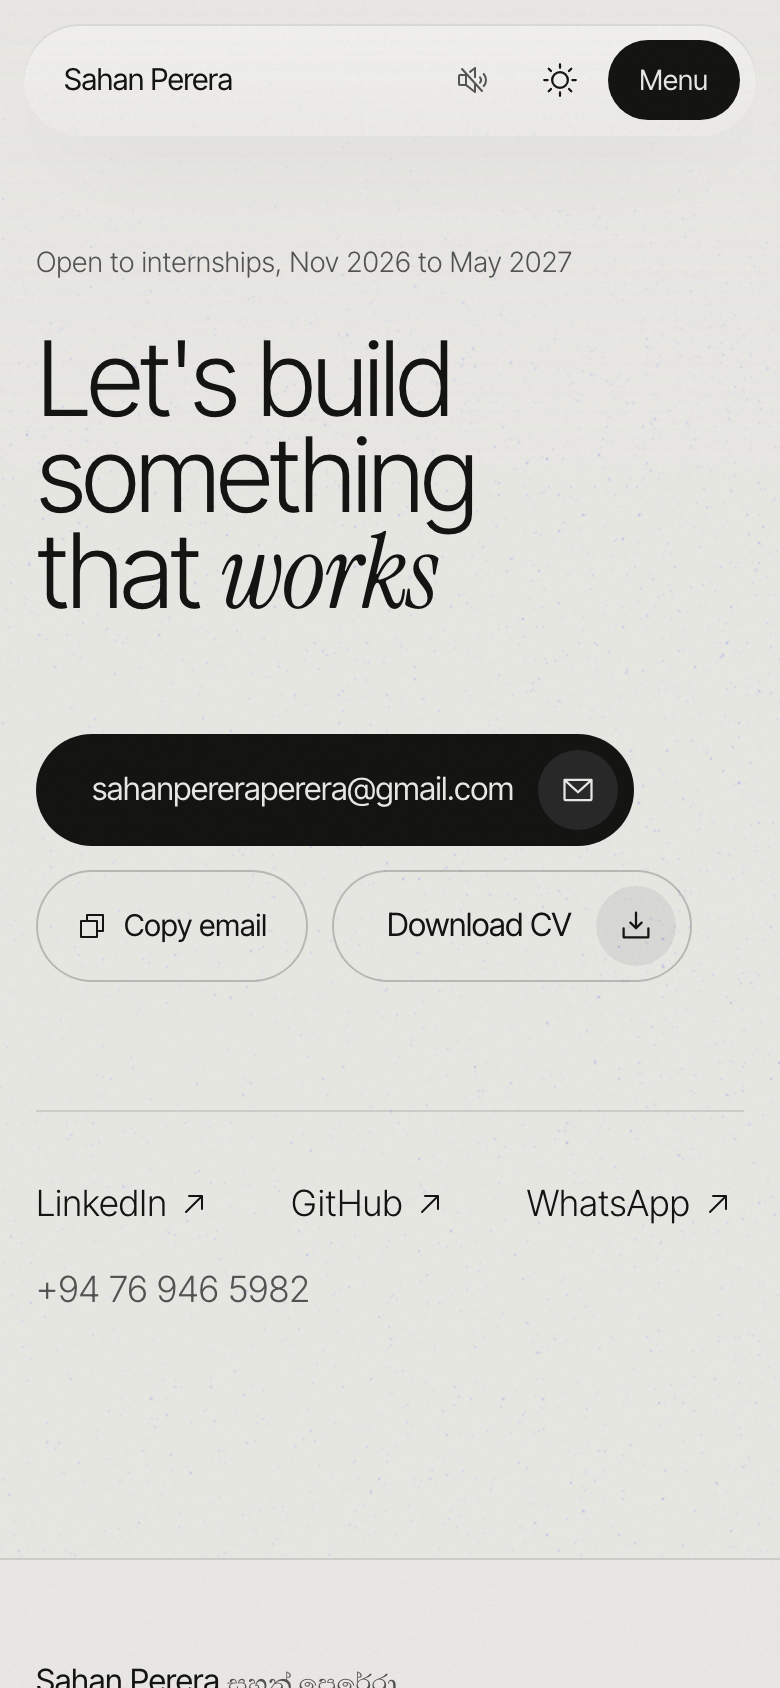 Sahan Perera
Menu
Open to internships, Nov 2026 to May 2027
Let's build
something
that works
sahanpereraperera@gmail.com
Copy email
Download CV
LinkedIn
GitHub
WhatsApp
+94 76 946 5982
Sahan Perera සහන් පෙරේරා